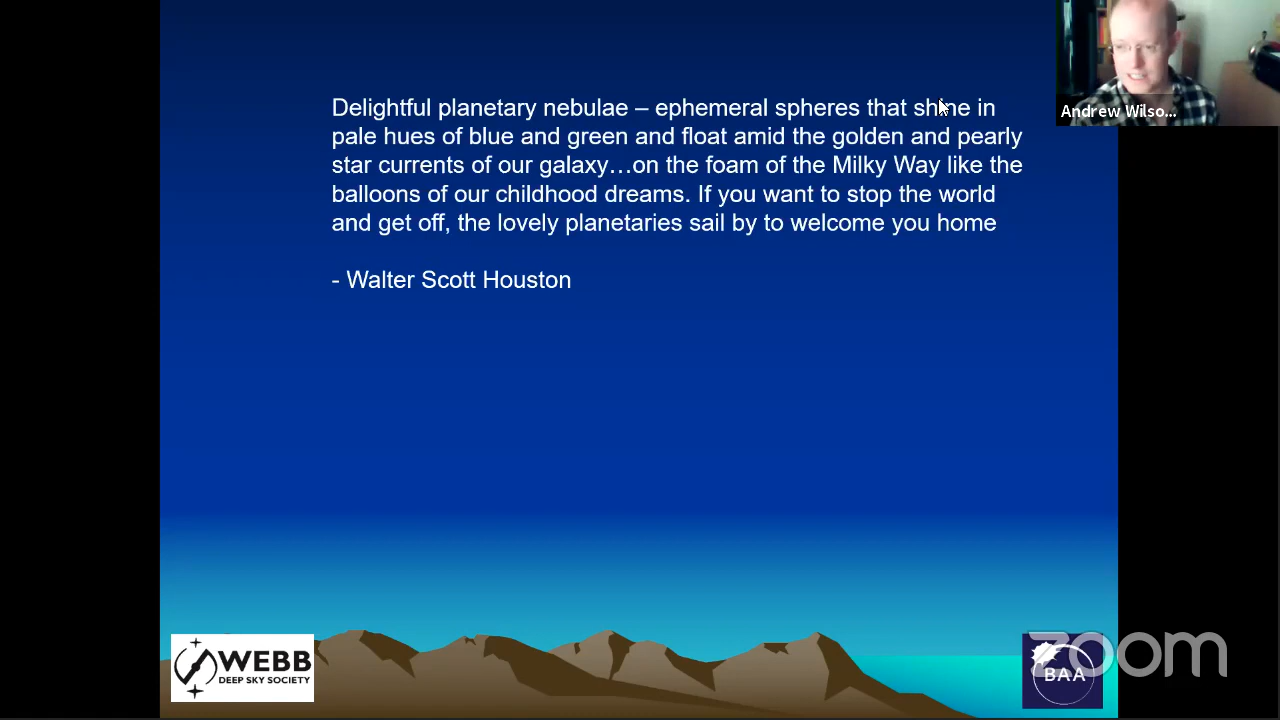 Delightful planetary nebulae – ephemeral spheres that shine in
pale hues of blue and green and float amid the golden and pearly
star currents of our galaxy…on the foam of the Milky Way like the
balloons of our childhood dreams. If you want to stop the world
and get off, the lovely planetaries sail by to welcome you home
- Walter Scott Houston
Andrew Wilso...
WEBB
DEEP SKY SOCIETY
BAA
zoom